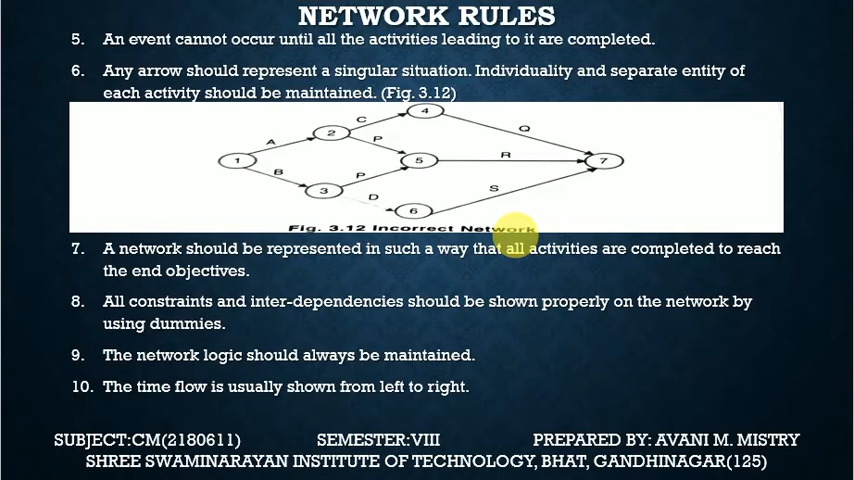 NETWORK RULES
5. An event cannot occur until all the activities leading to it are completed.
6. Any arrow should represent a singular situation. Individuality and separate entity of
each activity should be maintained. (Fig. 3.12)
4
C
Q
2
A
P
1
5
R
7
B
P
S
3
D
6
Fig. 3.12 Incorrect Network
7. A network should be represented in such a way that all activities are completed to reach
the end objectives.
8. All constraints and inter-dependencies should be shown properly on the network by
using dummies.
9. The network logic should always be maintained.
10. The time flow is usually shown from left to right.
SUBJECT:CM(2180611) SEMESTER:VIII PREPARED BY: AVANI M. MISTRY
SHREE SWAMINARAYAN INSTITUTE OF TECHNOLOGY, BHAT, GANDHINAGAR(125)